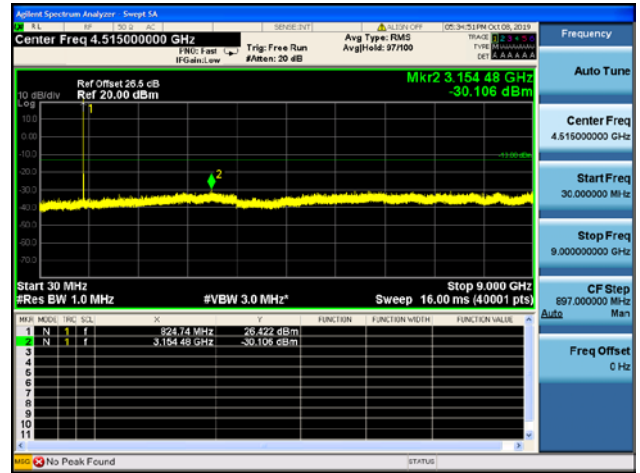 Agilent Spectrum Analyzer - Swept SA
RL RF 50 Ω AC SENSE:INT ALIGN OFF 05:34:51PM Oct 08, 2019
Center Freq 4.515000000 GHz
PNO: Fast
IFGain:Low
Trig: Free Run
#Atten: 20 dB
Avg Type: RMS
Avg|Hold: 97/100
TRACE 1 2 3 4 5 6
TYPE
DET A A A A A A
Frequency
Mkr2 3.154 48 GHz
-30.106 dBm
Ref Offset 26.5 dB
10 dB/div Ref 20.00 dBm
Log
1
10.0
0.00
-10.0
-13.00 dBm
-20.0
2
-30.0
-40.0
-50.0
-60.0
-70.0
Auto Tune
Center Freq
4.515000000 GHz
Start Freq
30.000000 MHz
Stop Freq
9.000000000 GHz
CF Step
897.000000 MHz
Auto Man
Freq Offset
0 Hz
Start 30 MHz Stop 9.000 GHz
#Res BW 1.0 MHz #VBW 3.0 MHz* Sweep 16.00 ms (40001 pts)
MKR MODE TRC SCL X Y FUNCTION FUNCTION WIDTH FUNCTION VALUE
1 N 1 f 824.74 MHz 26.422 dBm
2 N 1 f 3.154 48 GHz -30.106 dBm
3
4
5
6
7
8
9
10
11
MSG No Peak Found STATUS